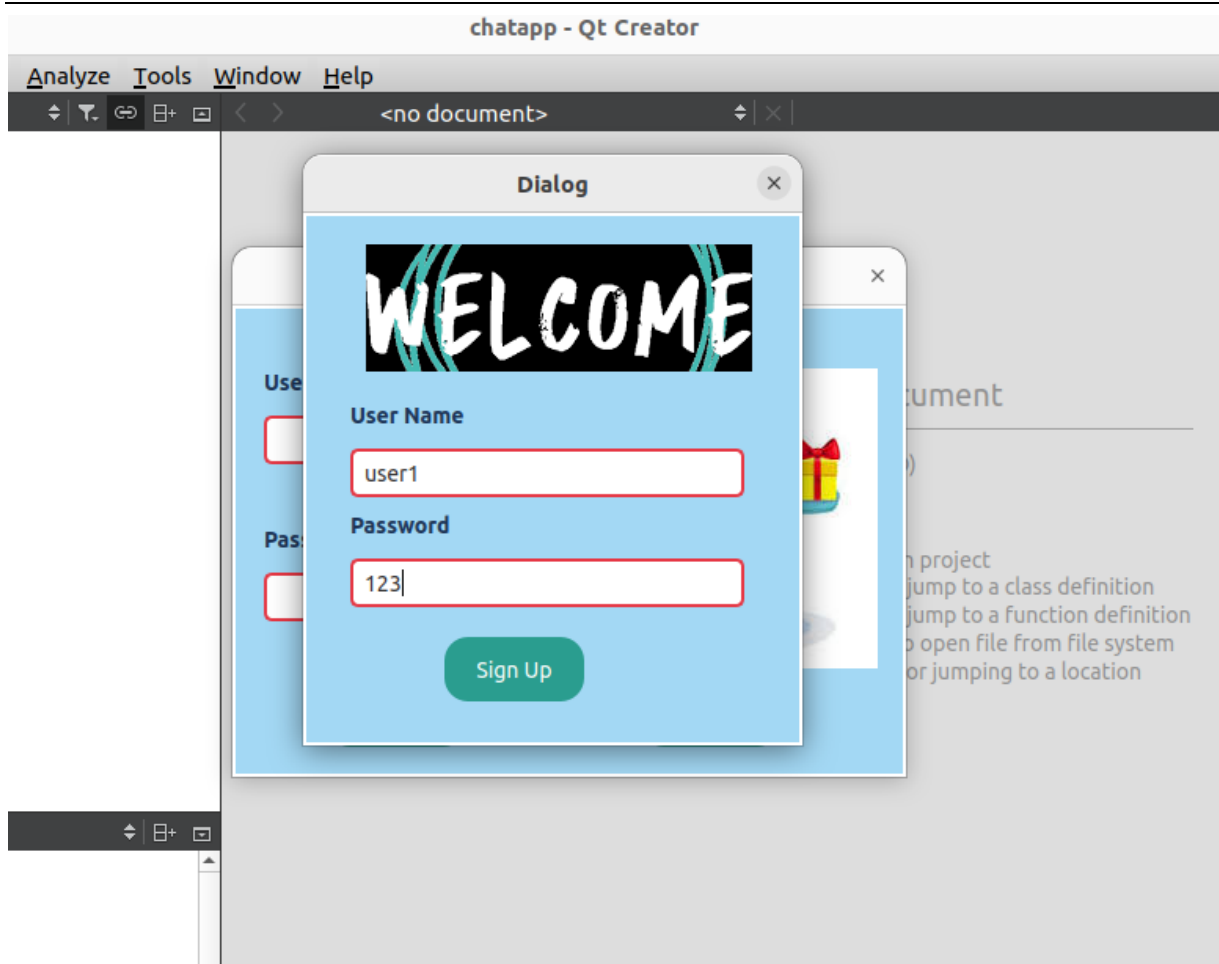 chatapp - Qt Creator
Analyze Tools Window Help
<no document>
Dialog
WELCOME
Use
User Name
user1
Pas
Password
123
Sign Up
cument
)
n project
jump to a class definition
jump to a function definition
o open file from file system
or jumping to a location